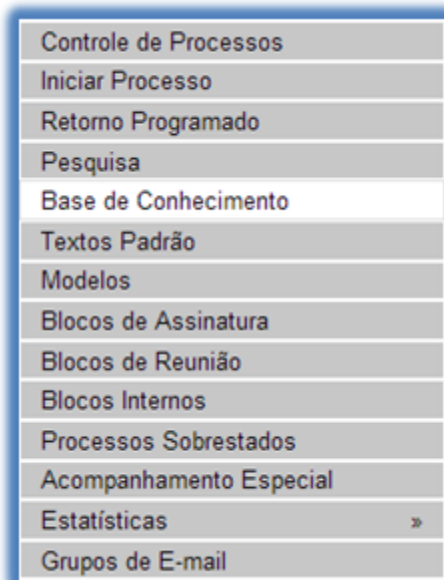 Controle de Processos
Iniciar Processo
Retorno Programado
Pesquisa
Base de Conhecimento
Textos Padrão
Modelos
Blocos de Assinatura
Blocos de Reunião
Blocos Internos
Processos Sobrestados
Acompanhamento Especial
Estatísticas »
Grupos de E-mail